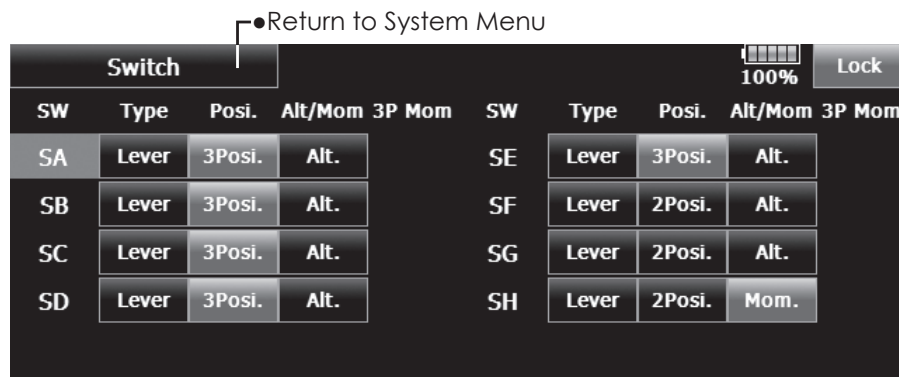 ●Return to System Menu
Switch 100% Lock
SW Type Posi. Alt/Mom 3P Mom SW Type Posi. Alt/Mom 3P Mom
SA Lever 3Posi. Alt. SE Lever 3Posi. Alt.
SB Lever 3Posi. Alt. SF Lever 2Posi. Alt.
SC Lever 3Posi. Alt. SG Lever 2Posi. Alt.
SD Lever 3Posi. Alt. SH Lever 2Posi. Mom.